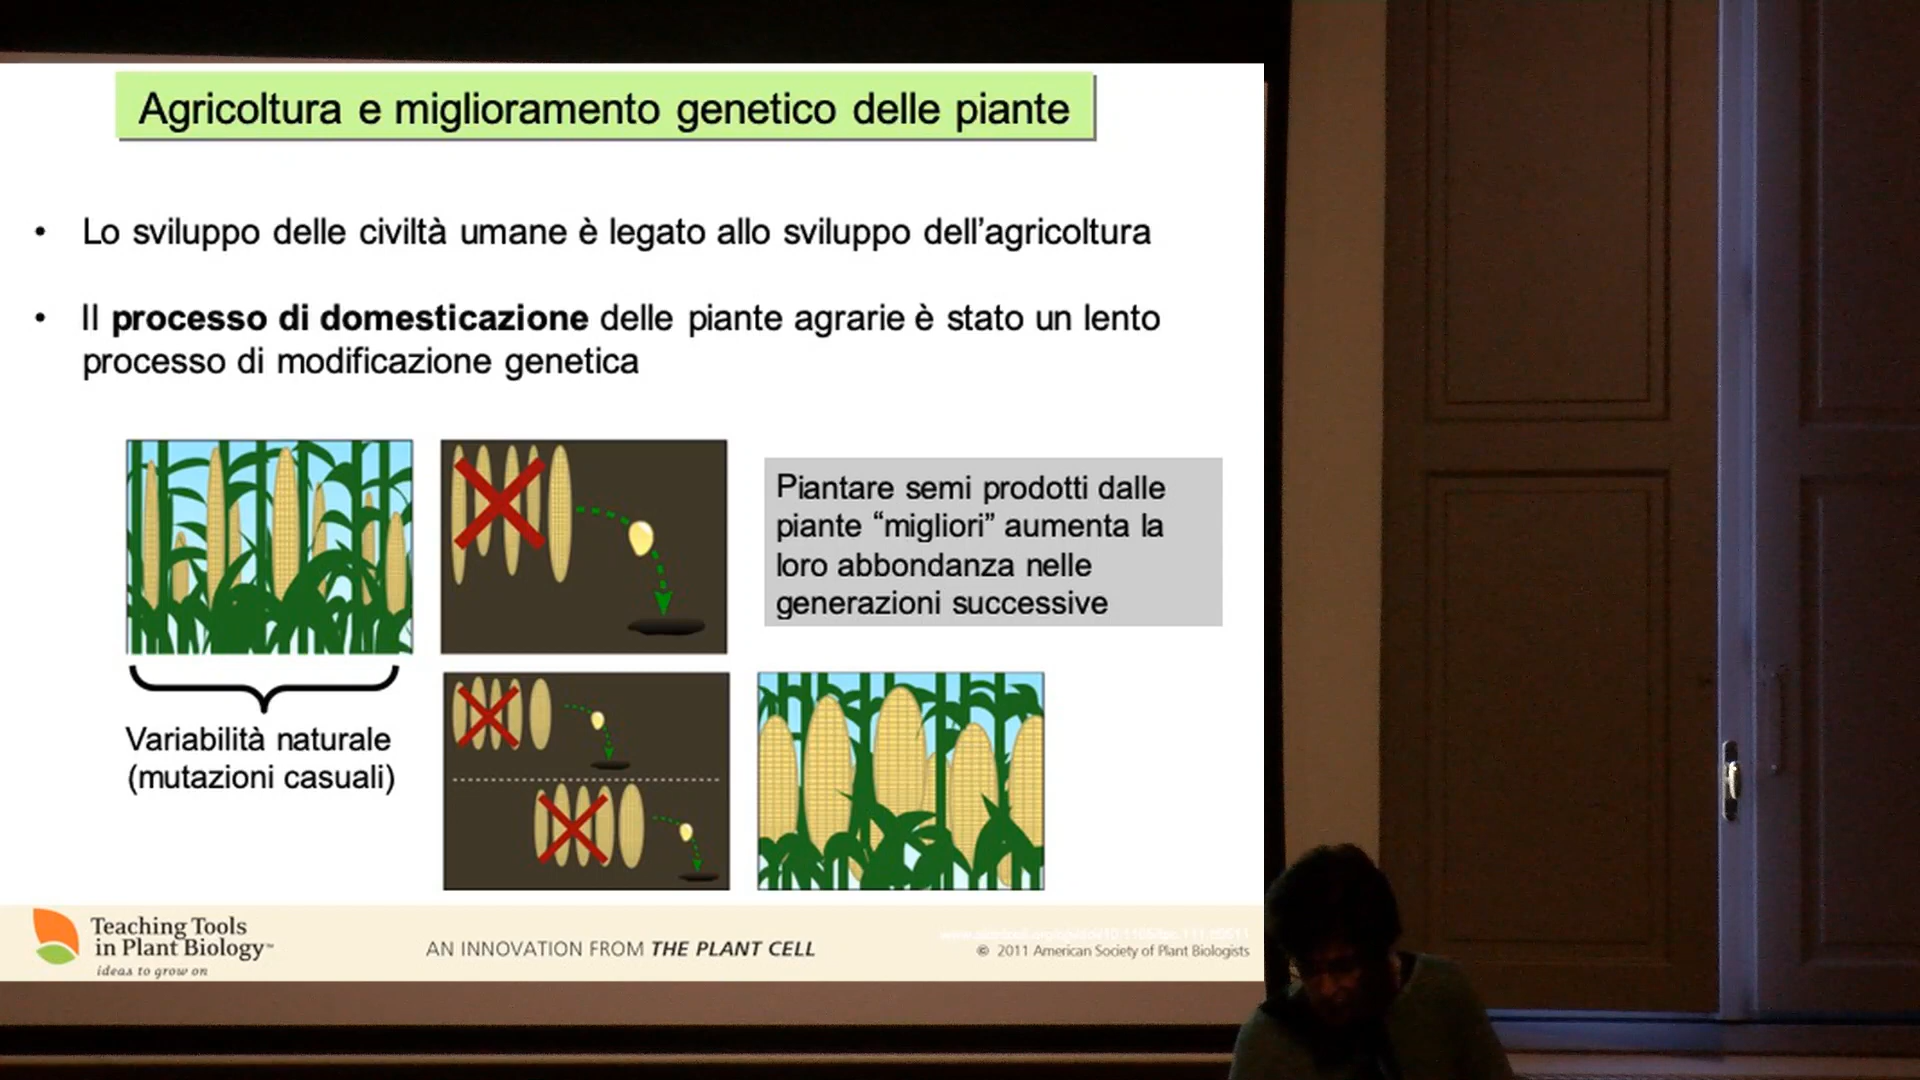 Agricoltura e miglioramento genetico delle piante
• Lo sviluppo delle civiltà umane è legato allo sviluppo dell'agricoltura
• Il processo di domesticazione delle piante agrarie è stato un lento
processo di modificazione genetica
Piantare semi prodotti dalle
piante “migliori” aumenta la
loro abbondanza nelle
generazioni successive
Variabilità naturale
(mutazioni casuali)
Teaching Tools
in Plant Biology™
ideas to grow on
AN INNOVATION FROM THE PLANT CELL
© 2011 American Society of Plant Biologists